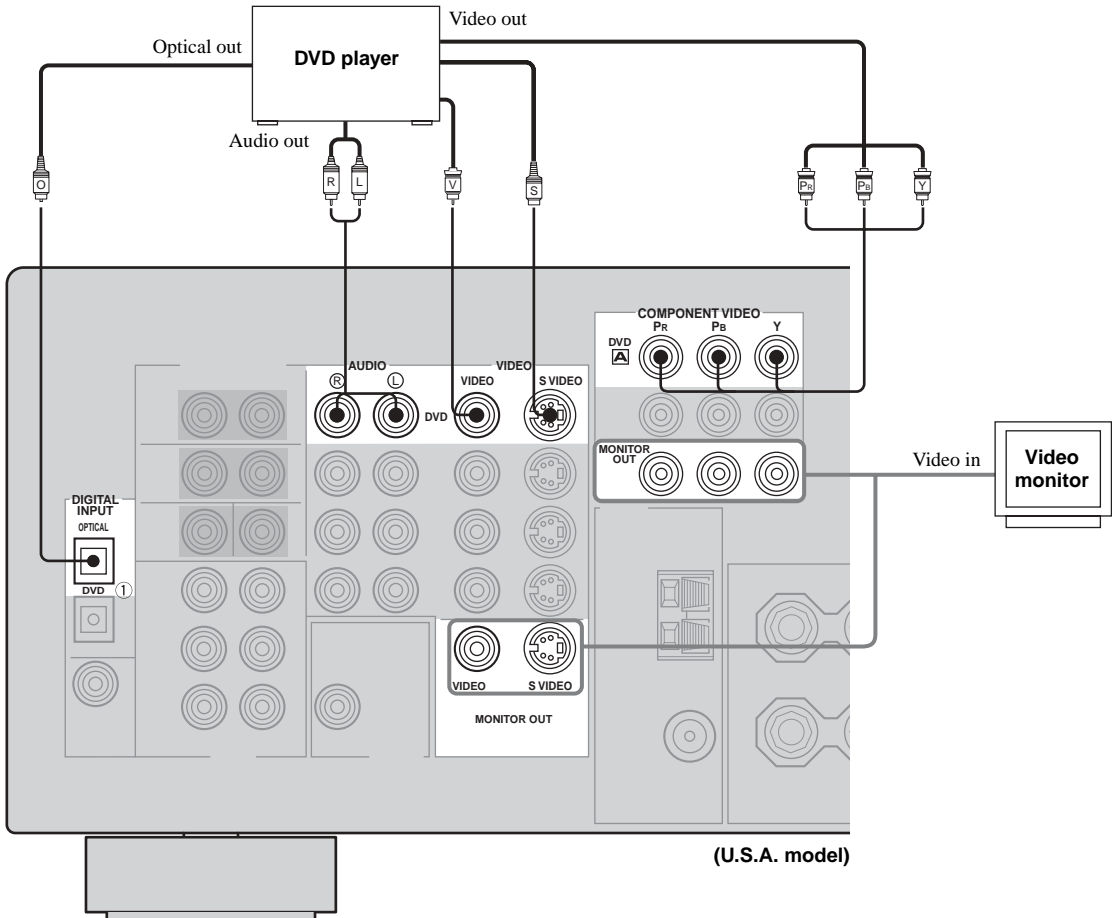 Video out
Optical out
DVD player
Audio out
O
R
L
V
S
PR
PB
Y
COMPONENT VIDEO
PR
PB
Y
DVD
A
AUDIO
VIDEO
R
L
VIDEO
S VIDEO
DVD
MONITOR
OUT
Video in
Video
monitor
DIGITAL
INPUT
OPTICAL
DVD ①
VIDEO
S VIDEO
MONITOR OUT
(U.S.A. model)